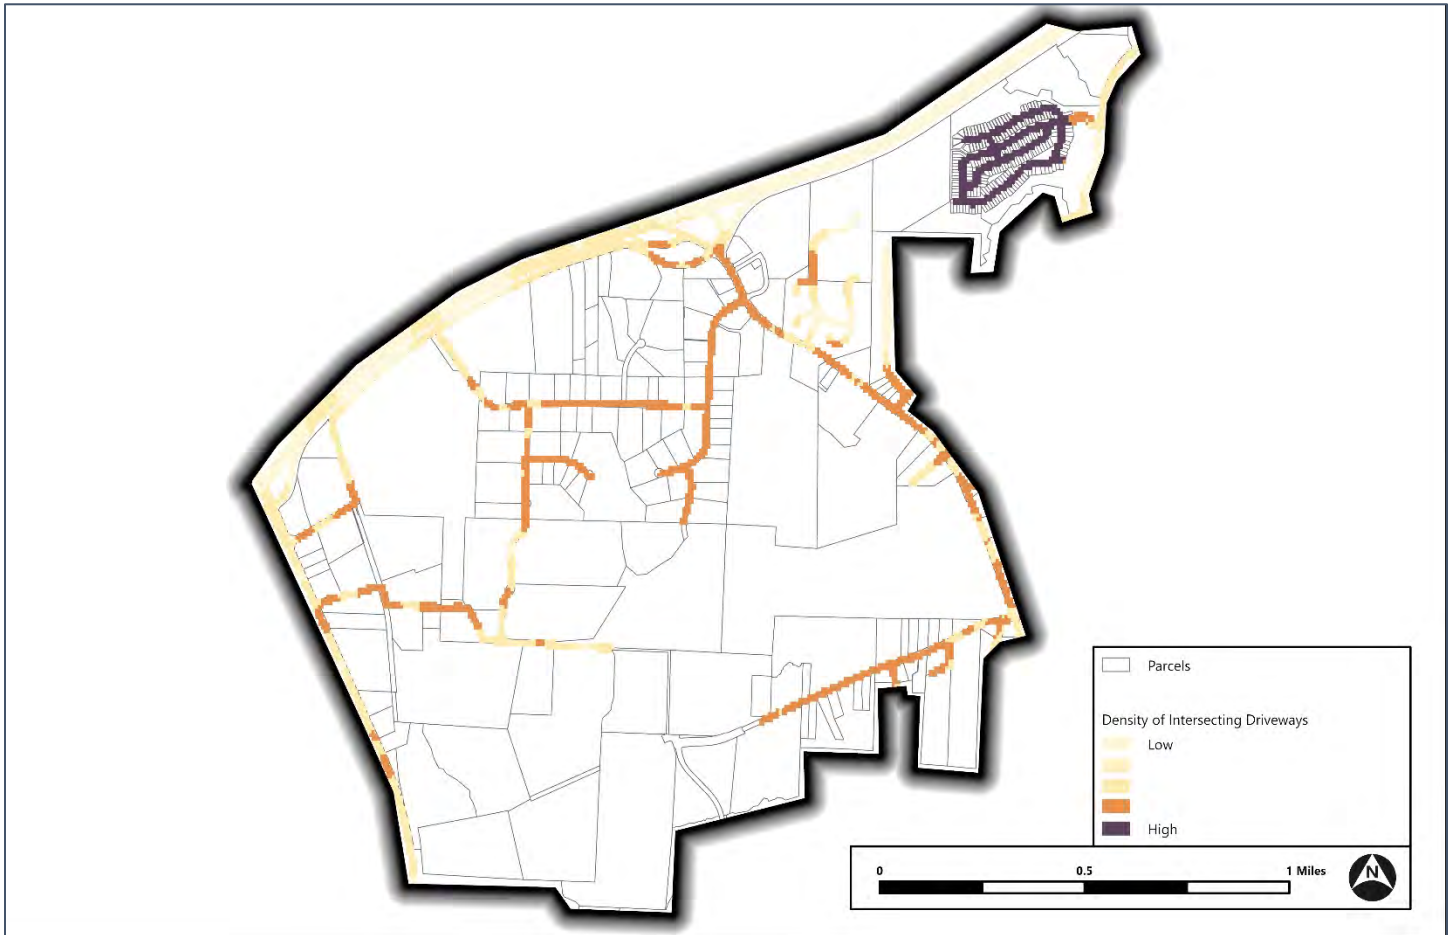 Parcels
Density of Intersecting Driveways
Low
High
0 0.5 1 Miles
N